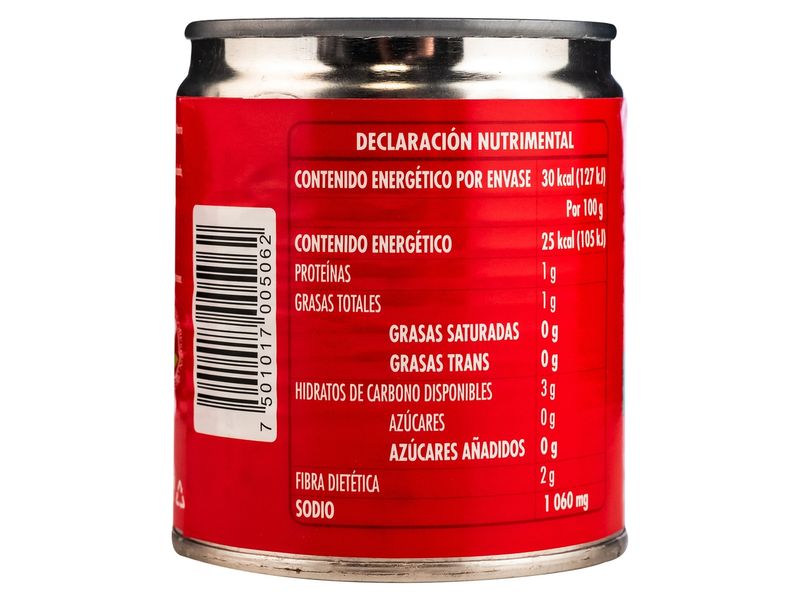 DECLARACIÓN NUTRIMENTAL
CONTENIDO ENERGÉTICO POR ENVASE 30 kcal (127 kJ)
Por 100 g
CONTENIDO ENERGÉTICO 25 kcal (105 kJ)
PROTEÍNAS 1 g
GRASAS TOTALES 1 g
GRASAS SATURADAS 0 g
GRASAS TRANS 0 g
HIDRATOS DE CARBONO DISPONIBLES 3 g
AZÚCARES 0 g
AZÚCARES AÑADIDOS 0 g
FIBRA DIETÉTICA 2 g
SODIO 1 060 mg
7 501017 005062